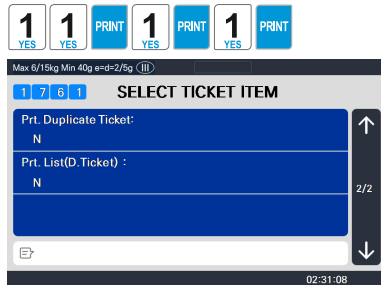 1 1 PRINT 1 PRINT 1 PRINT
YES YES YES YES
Max 6/15kg Min 40g e=d=2/5g III
1 7 6 1 SELECT TICKET ITEM
Prt. Duplicate Ticket:
N
Prt. List(D.Ticket) :
N
2/2
02:31:08